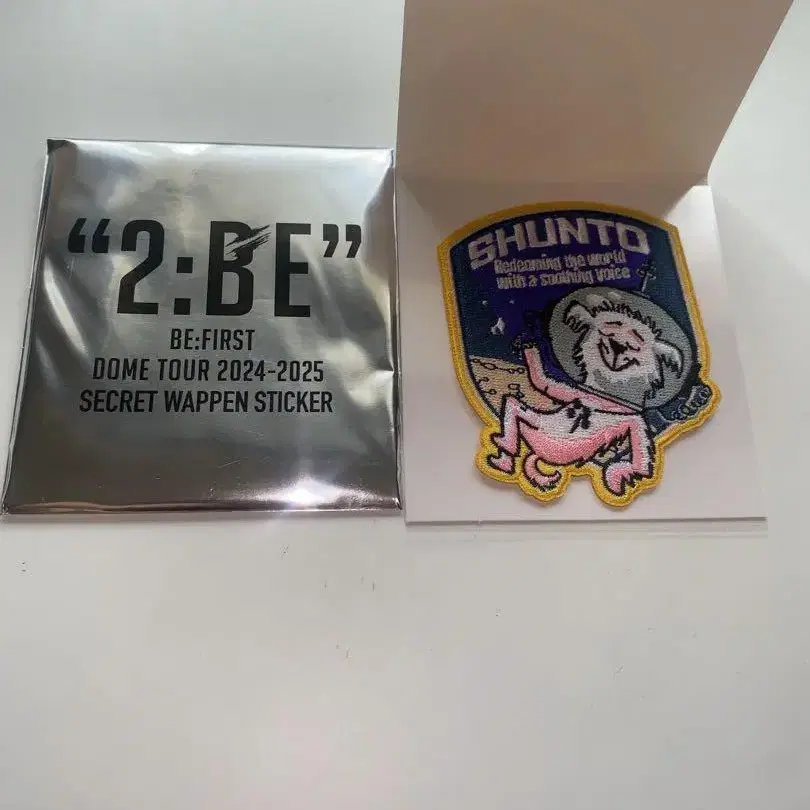 “2:BE”
BE:FIRST
DOME TOUR 2024-2025
SECRET WAPPEN STICKER
SHUNTO
Redeeming the world
with a soothing voice